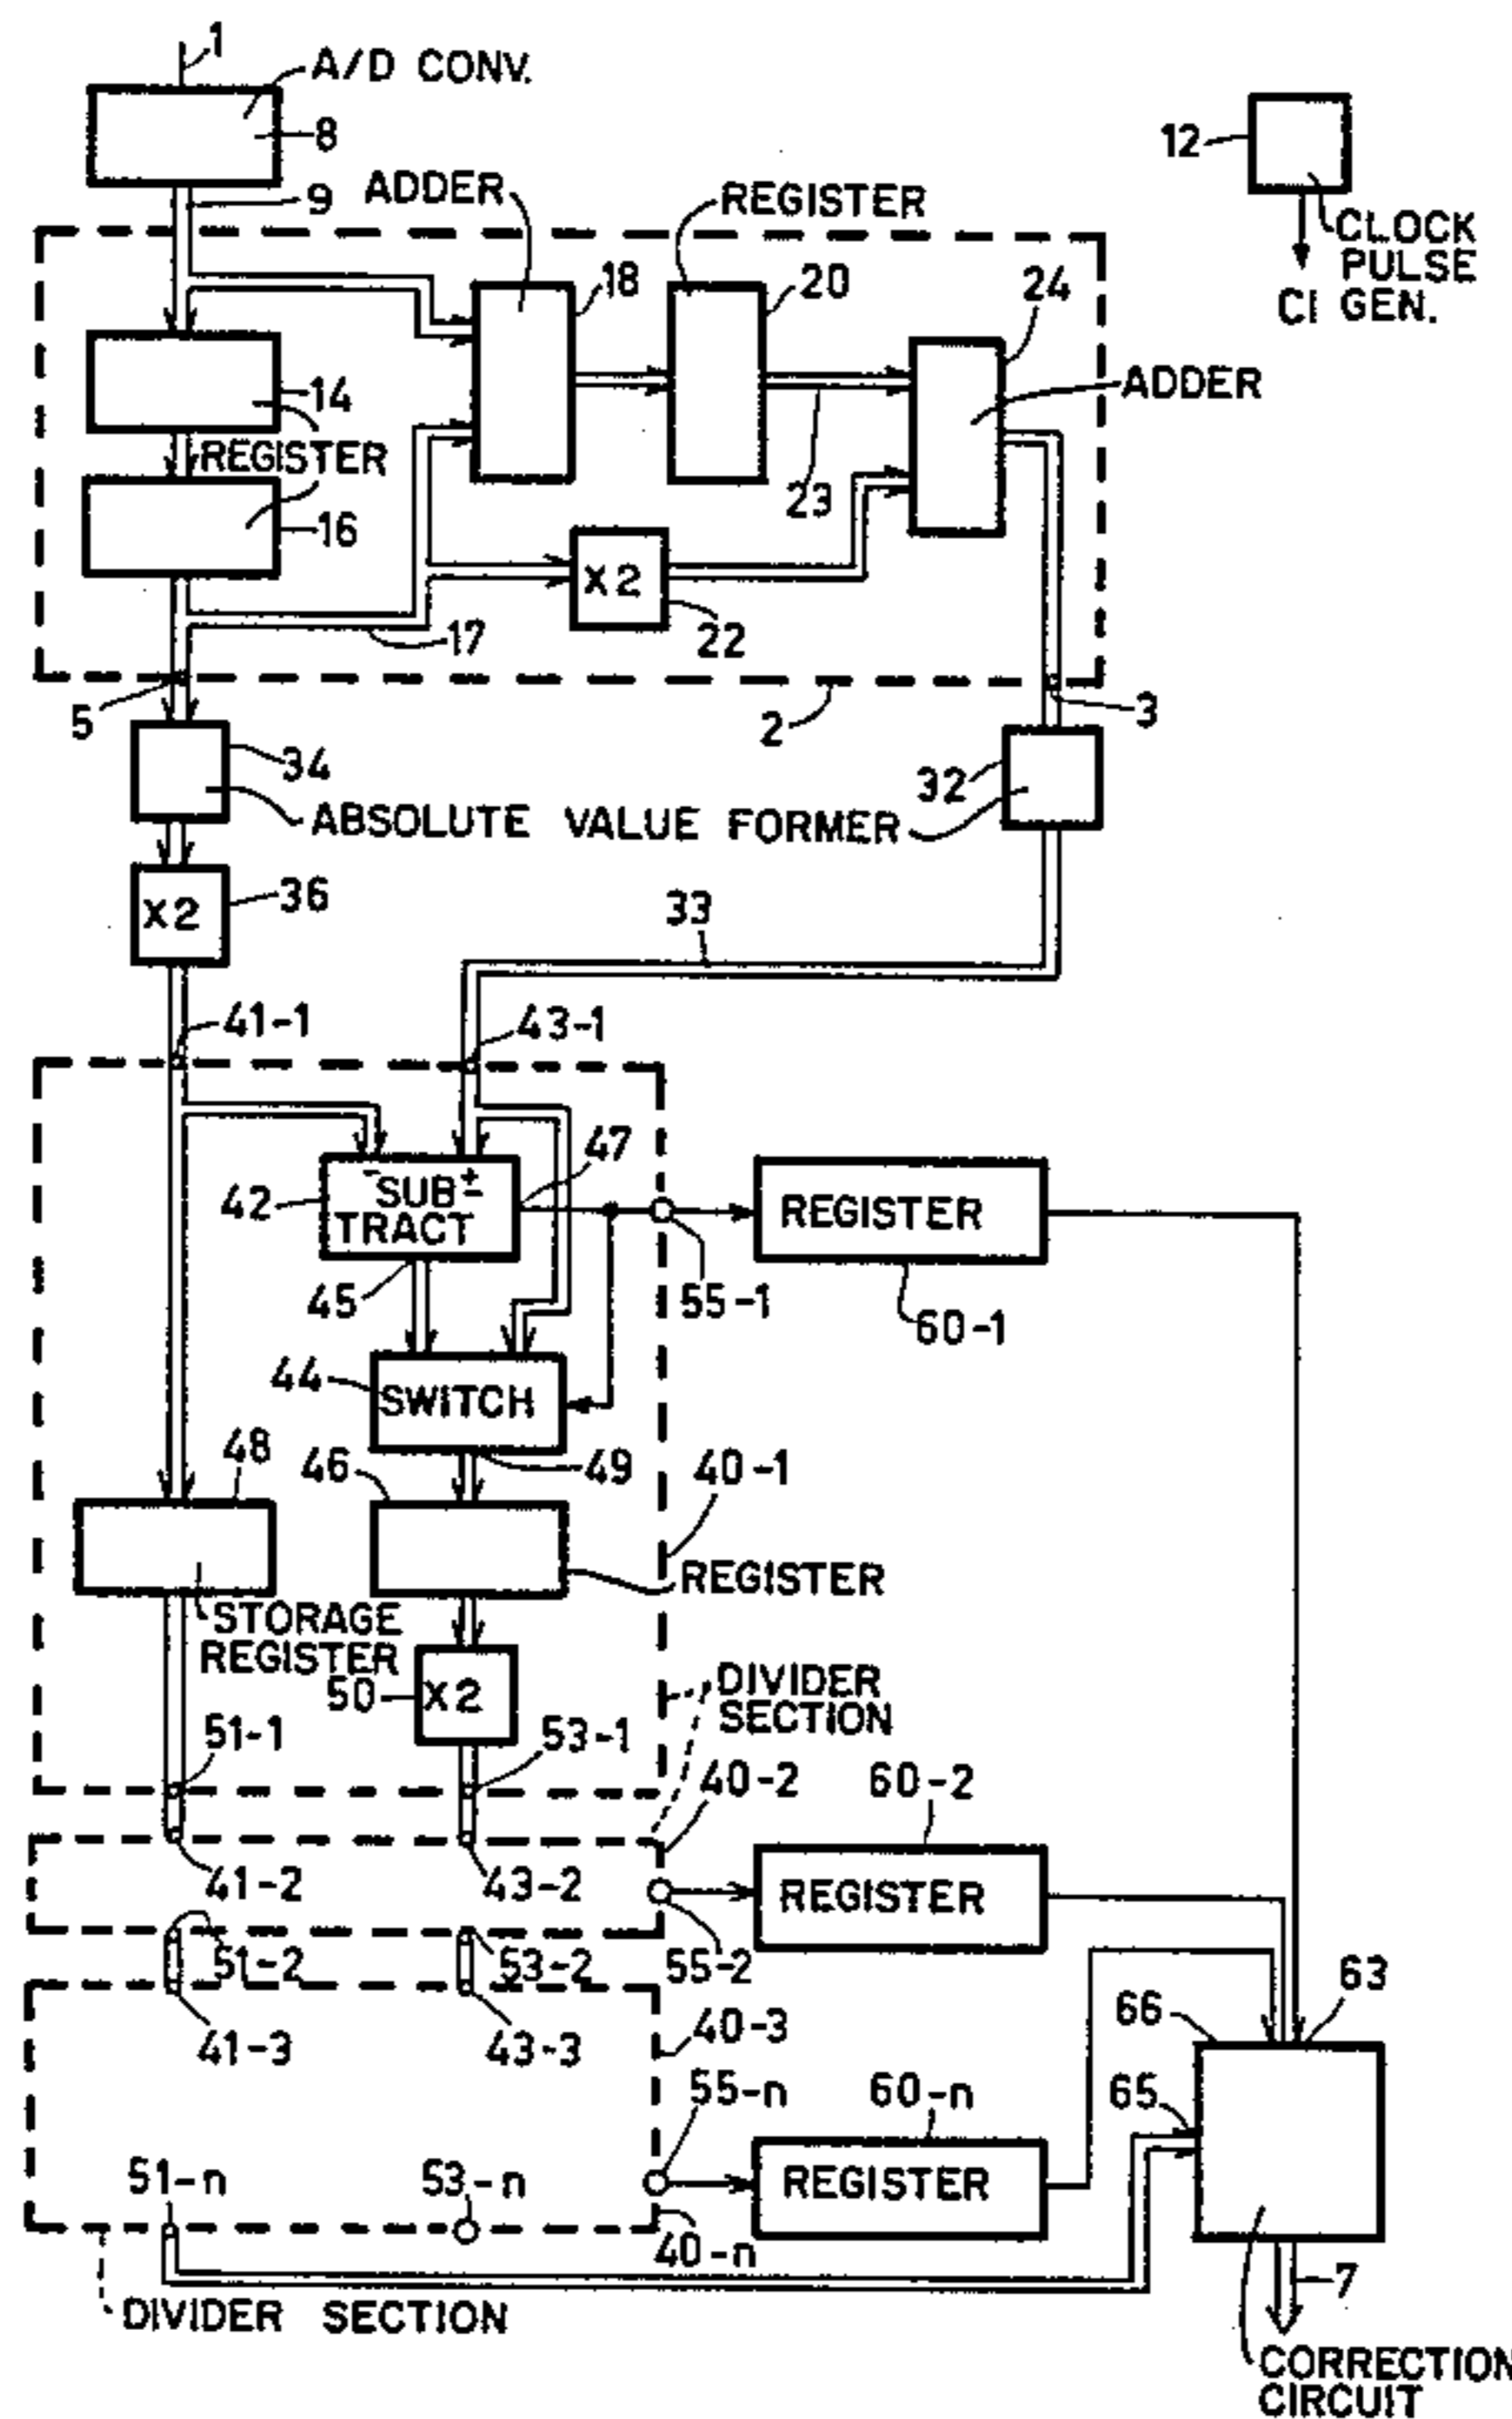 1
A/D CONV.
8
12
9
ADDER
REGISTER
CLOCK
PULSE
C1 GEN.
18
20
24
14
ADDER
REGISTER
16
23
X2
17
22
5
2
3
34
32
ABSOLUTE VALUE FORMER
X2
36
33
41-1
43-1
47
- +
42
SUB-
TRACT
REGISTER
45
55-1
60-1
44
SWITCH
48
46
49
40-1
REGISTER
STORAGE
REGISTER
50
X2
DIVIDER
SECTION
51-1
53-1
40-2
60-2
41-2
43-2
REGISTER
51-2
53-2
55-2
63
66
41-3
43-3
40-3
55-n
60-n
65
51-n
53-n
REGISTER
40-n
7
DIVIDER SECTION
CORRECTION
CIRCUIT